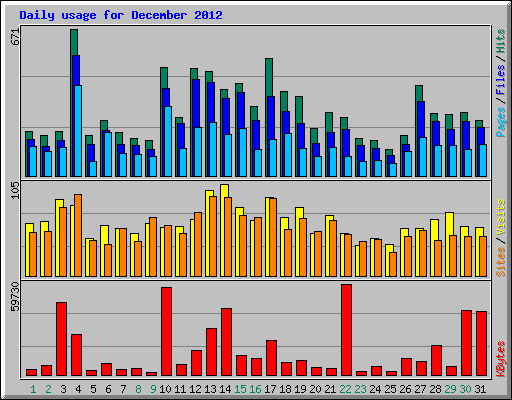 Daily usage for December 2012
671
Pages / Files / Hits
105
Sites / Visits
59730
KBytes
1 2 3 4 5 6 7 8 9 10 11 12 13 14 15 16 17 18 19 20 21 22 23 24 25 26 27 28 29 30 31